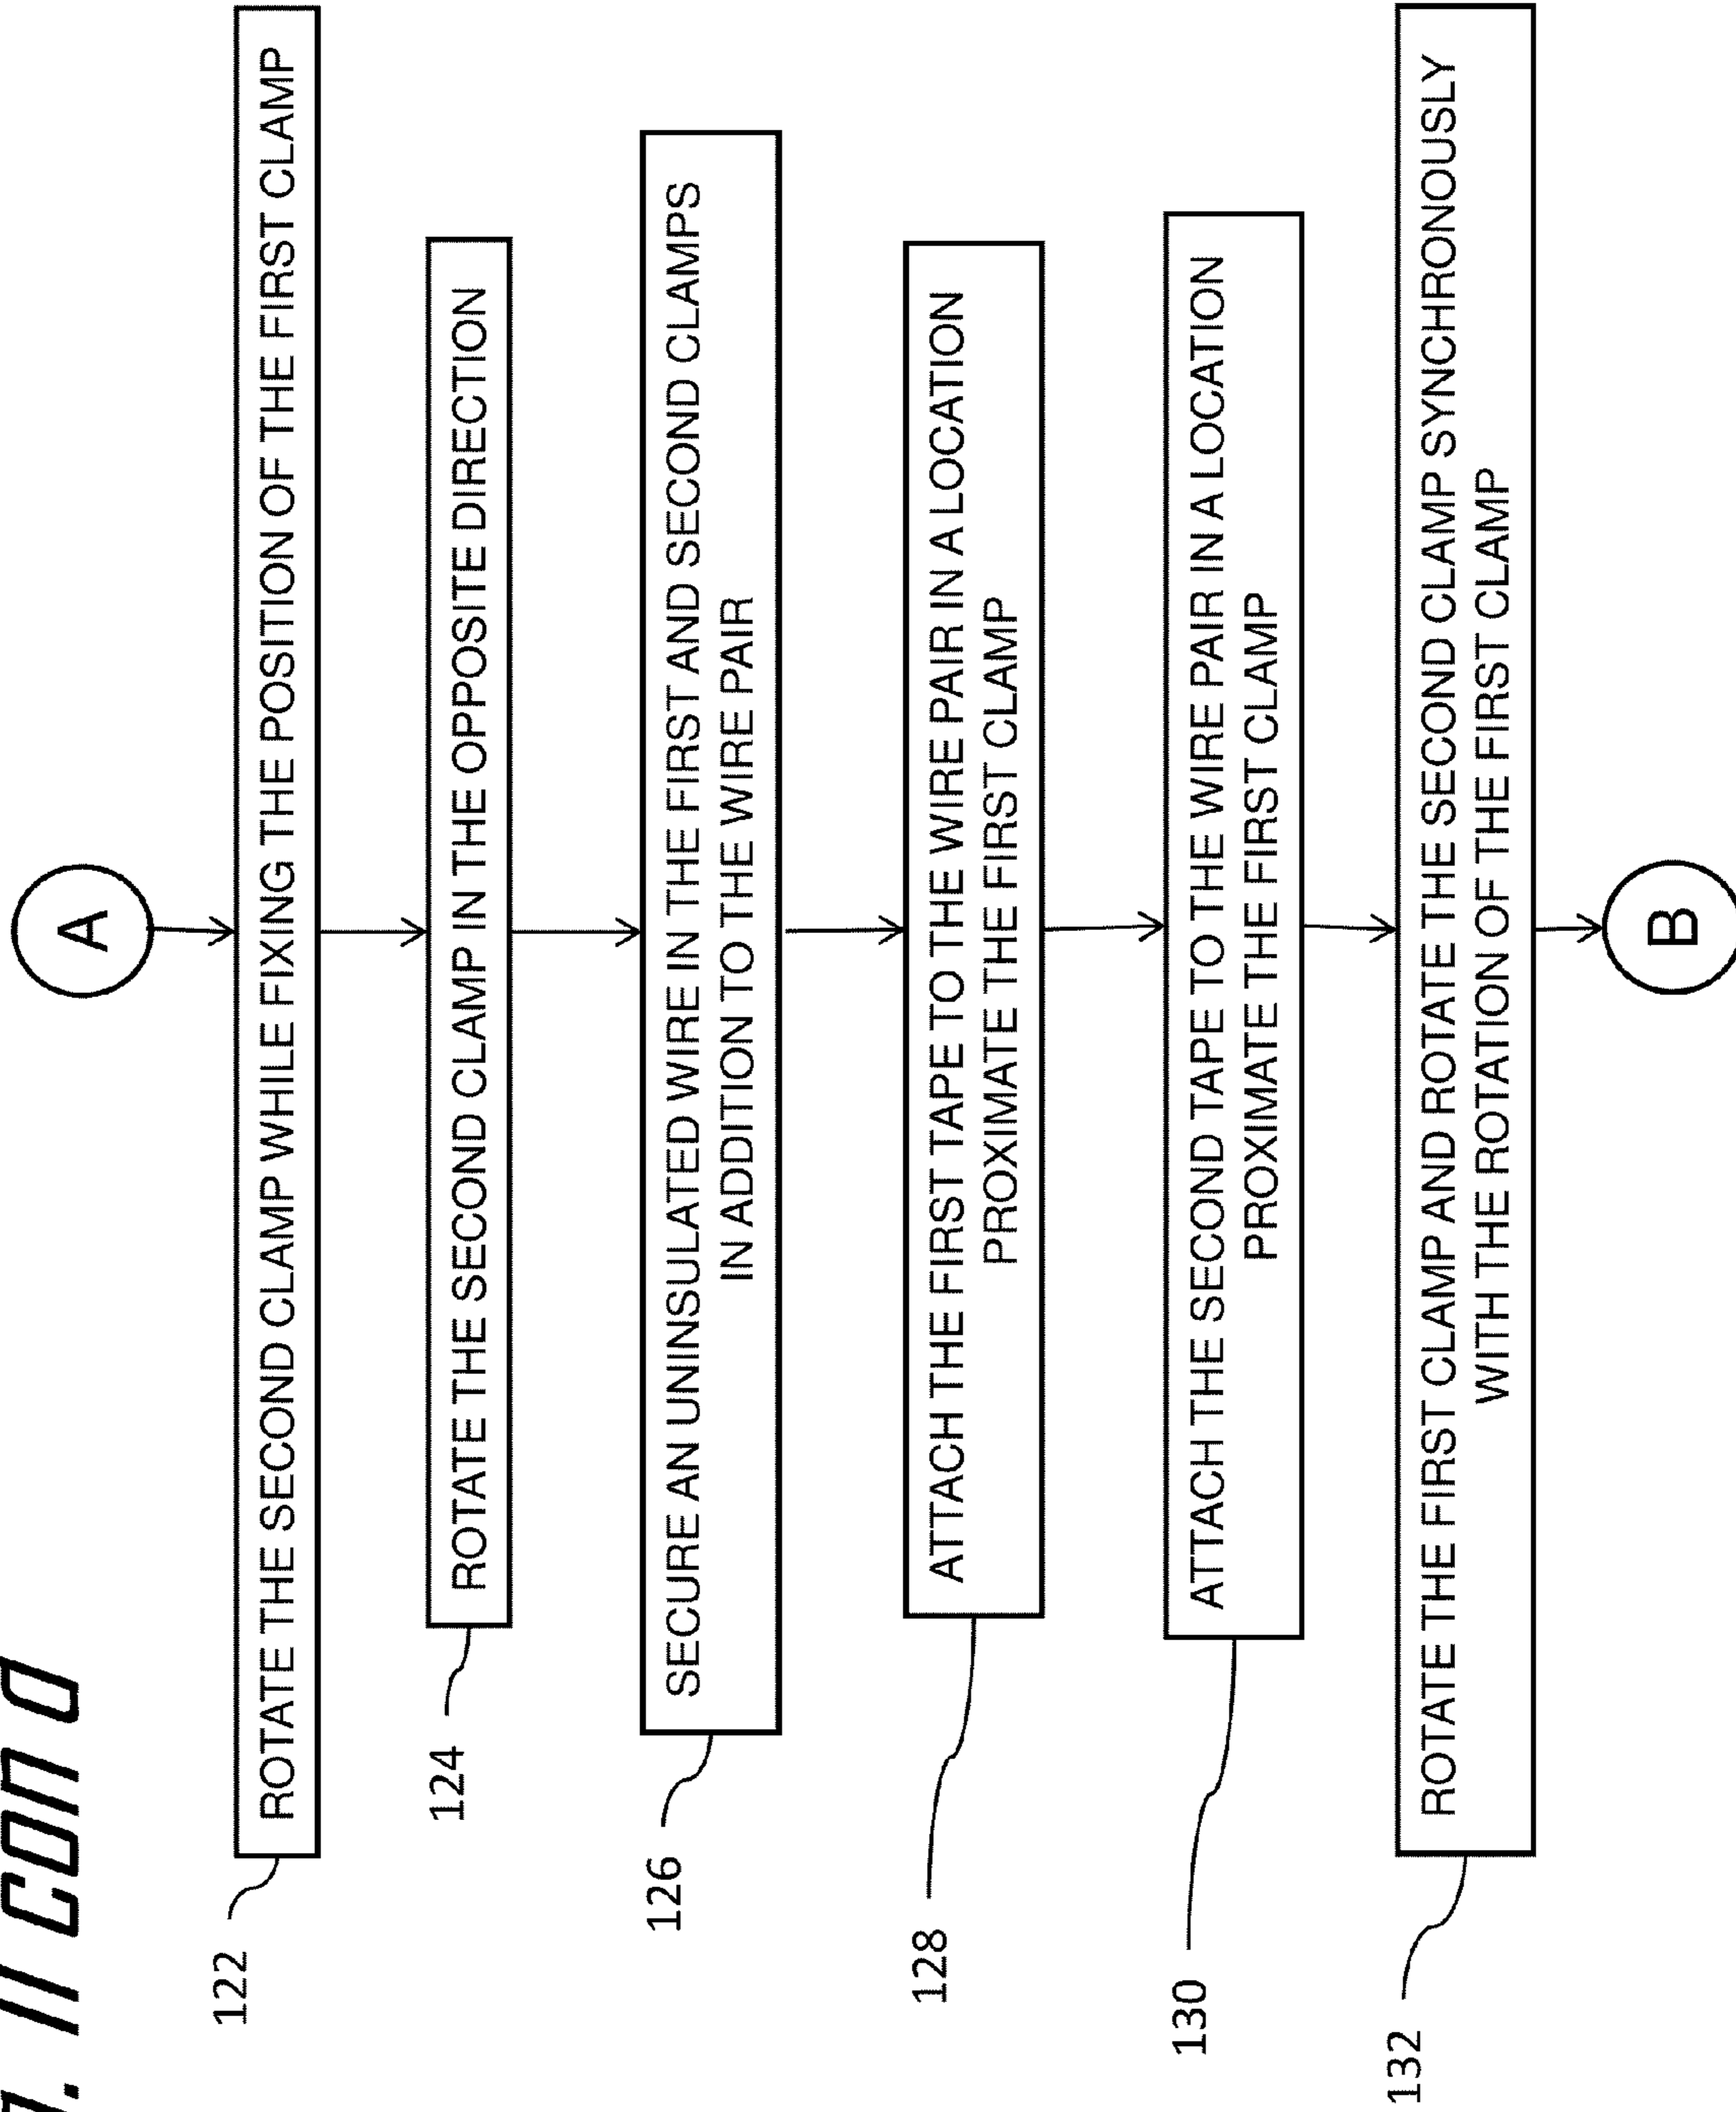 11 con'd
A
122
ROTATE THE SECOND CLAMP WHILE FIXING THE POSITION OF THE FIRST CLAMP
124
ROTATE THE SECOND CLAMP IN THE OPPOSITE DIRECTION
126
SECURE AN UNINSULATED WIRE IN THE FIRST AND SECOND CLAMPS
IN ADDITION TO THE WIRE PAIR
128
ATTACH THE FIRST TAPE TO THE WIRE PAIR IN A LOCATION
PROXIMATE THE FIRST CLAMP
130
ATTACH THE SECOND TAPE TO THE WIRE PAIR IN A LOCATION
PROXIMATE THE FIRST CLAMP
132
ROTATE THE FIRST CLAMP AND ROTATE THE SECOND CLAMP SYNCHRONOUSLY
WITH THE ROTATION OF THE FIRST CLAMP
B